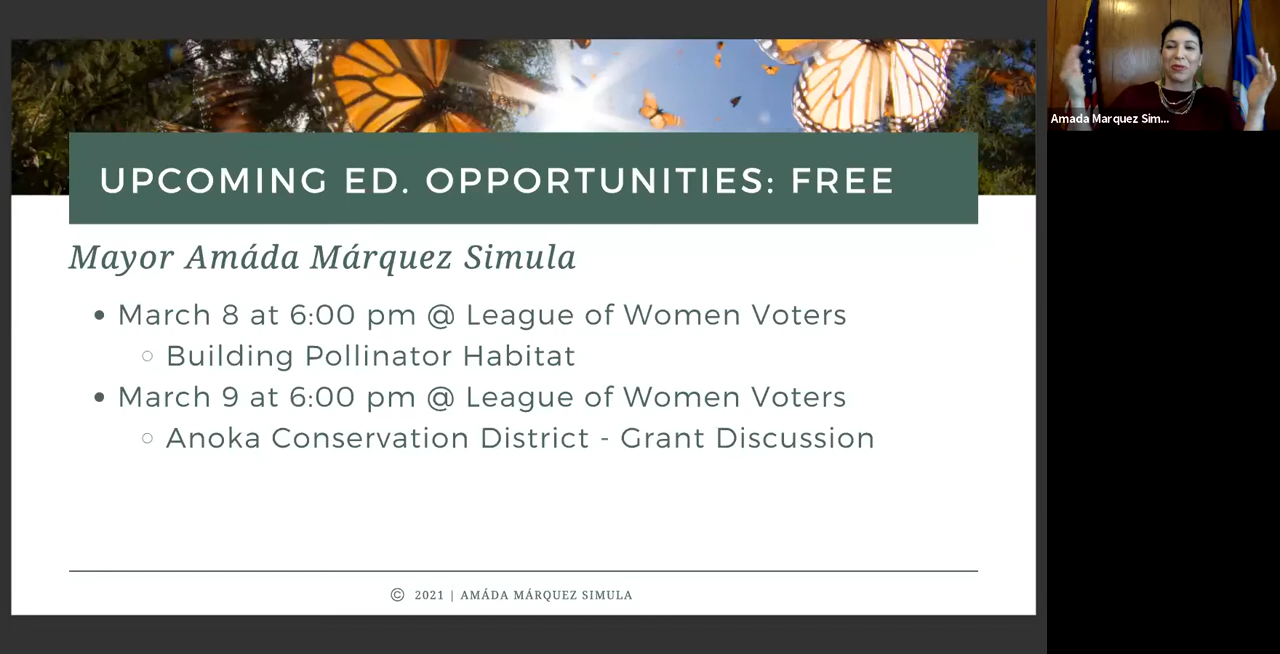 UPCOMING ED. OPPORTUNITIES: FREE
Mayor Amáda Márquez Simula
• March 8 at 6:00 pm @ League of Women Voters
○ Building Pollinator Habitat
• March 9 at 6:00 pm @ League of Women Voters
○ Anoka Conservation District - Grant Discussion
© 2021 | AMÁDA MÁRQUEZ SIMULA
Amada Marquez Sim...